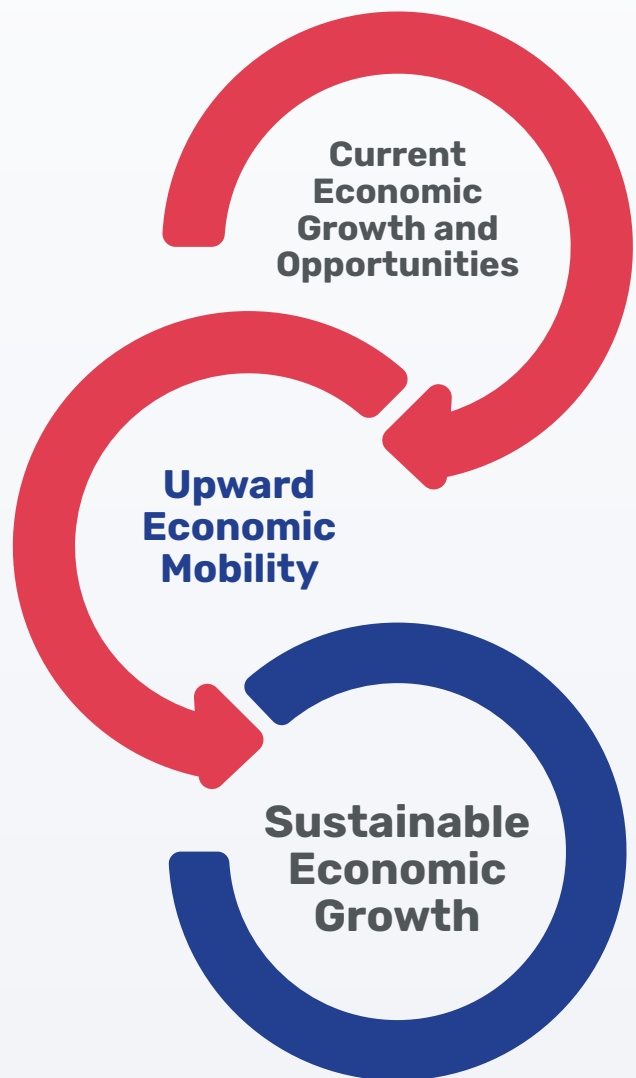 Current
Economic
Growth and
Opportunities
Upward
Economic
Mobility
Sustainable
Economic
Growth